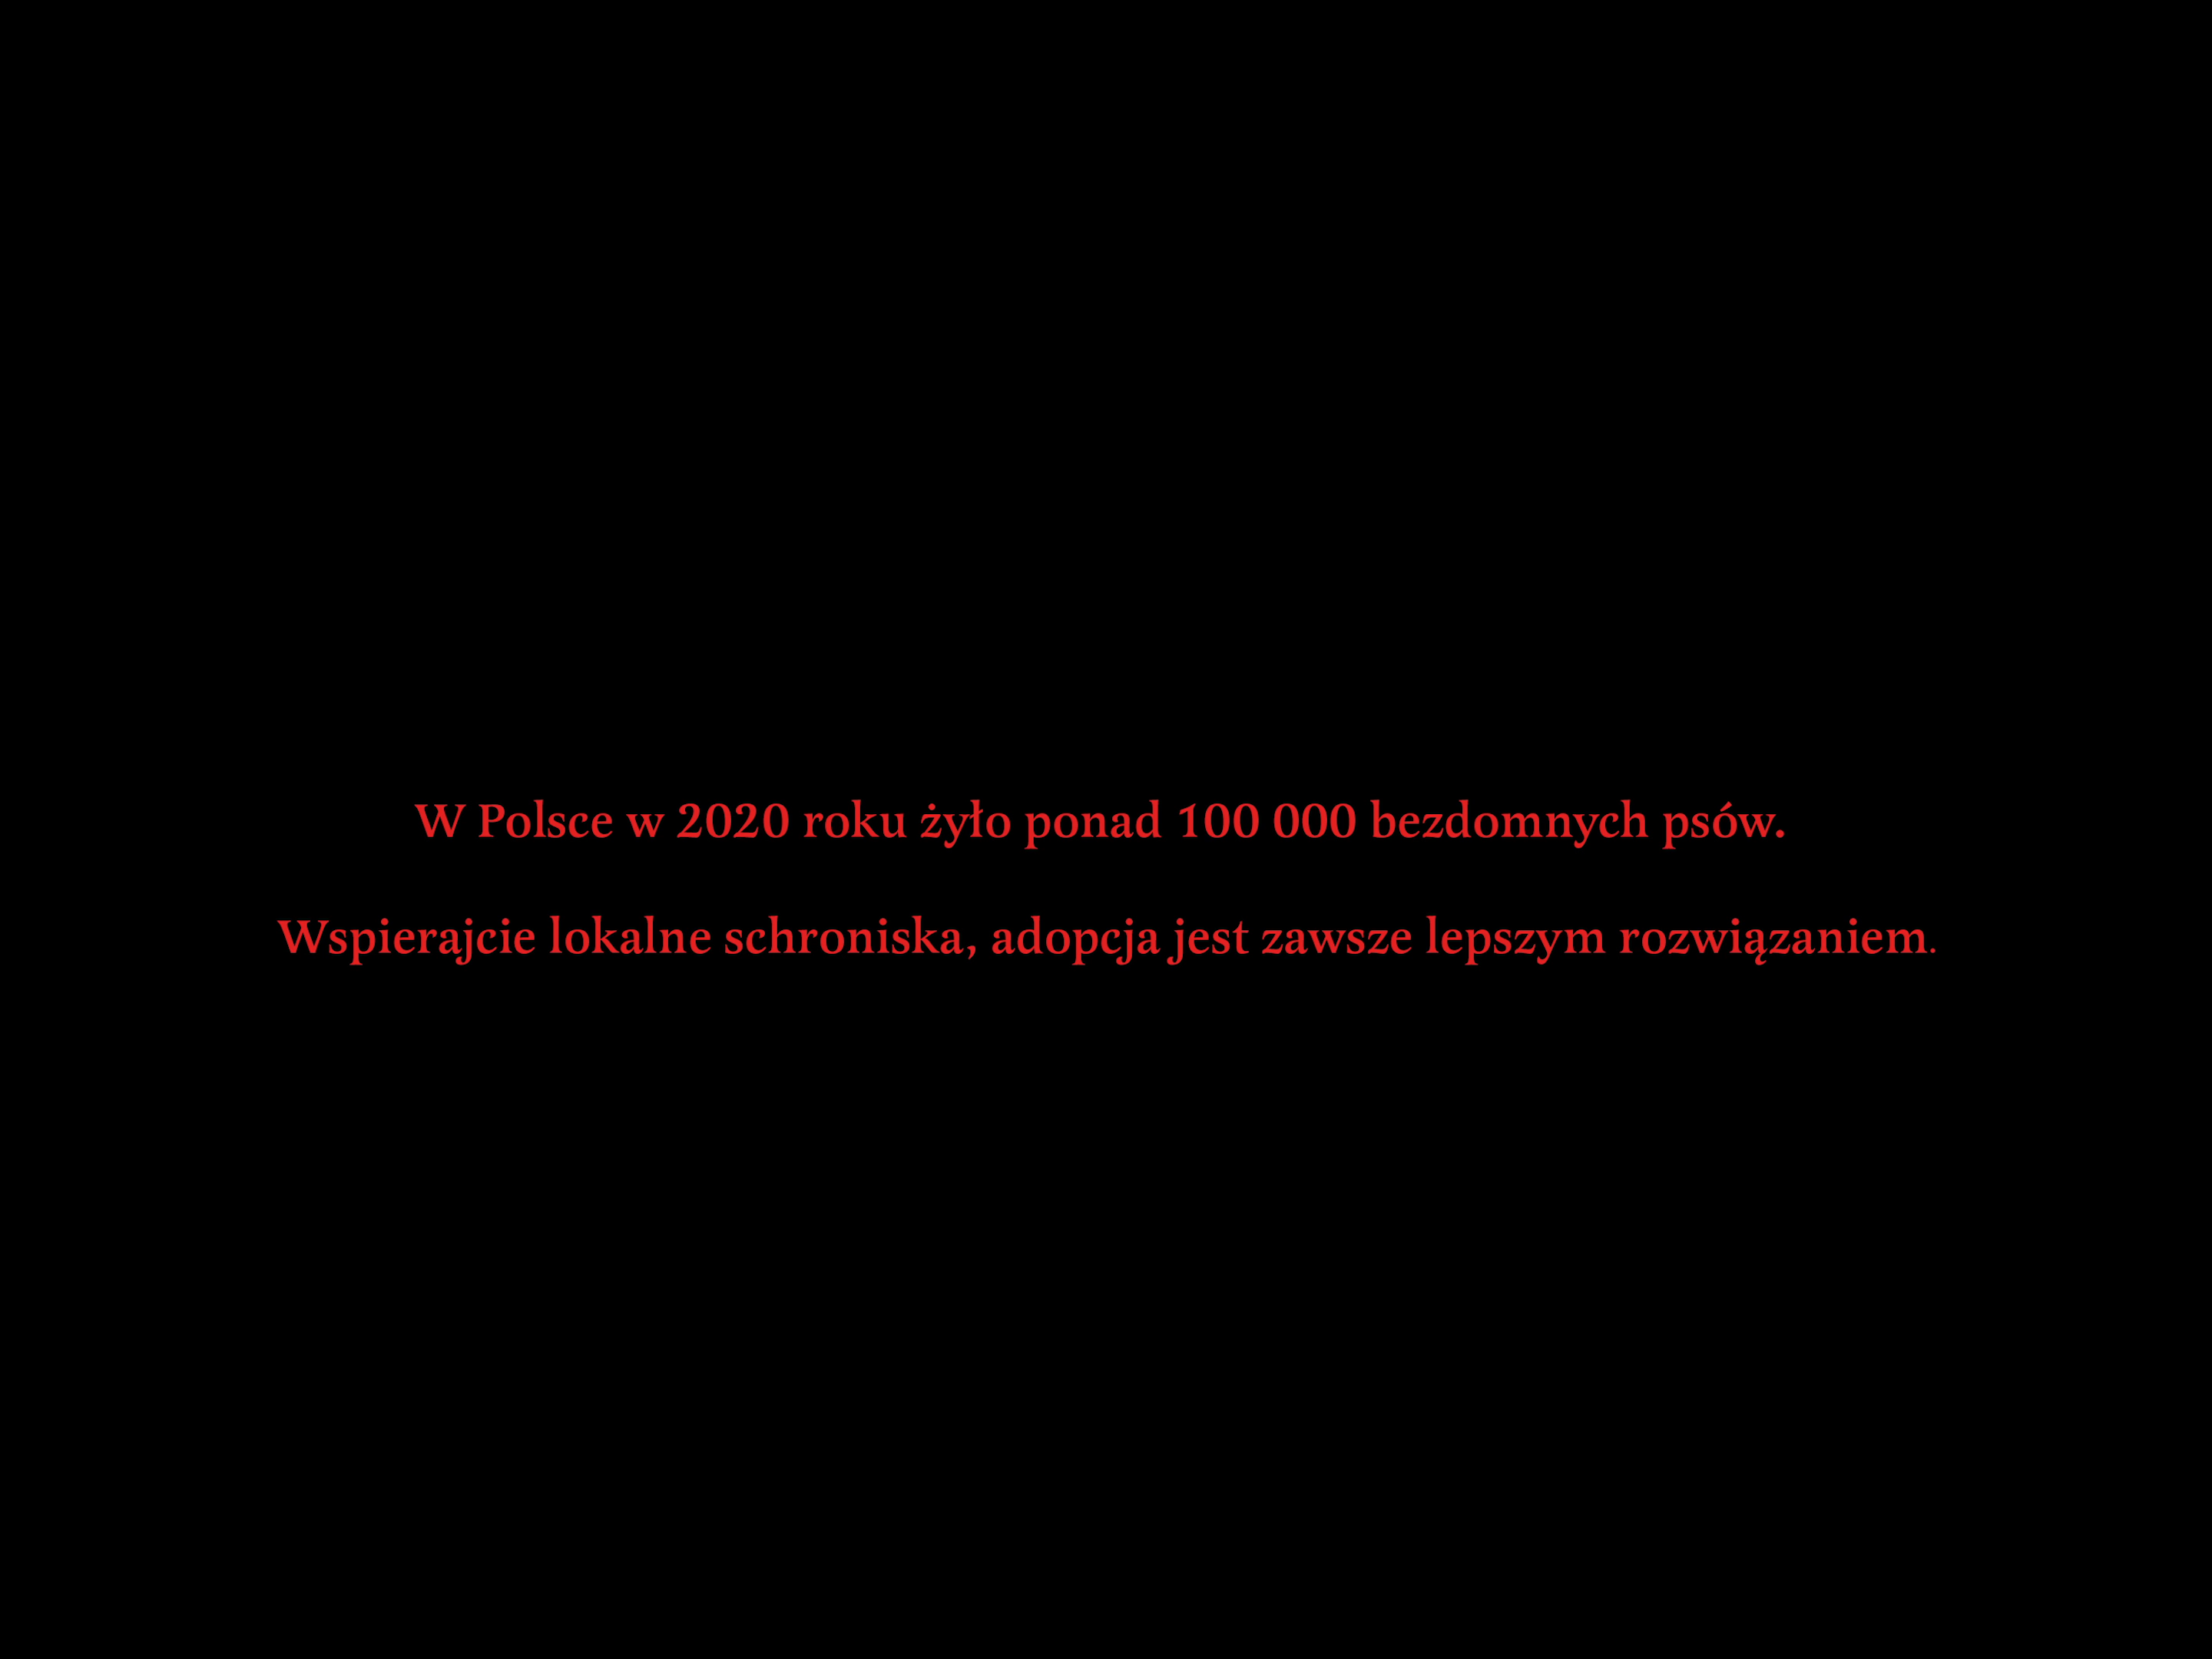 W Polsce w 2020 roku żyło ponad 100 000 bezdomnych psów.
Wspierajcie lokalne schroniska, adopcja jest zawsze lepszym rozwiązaniem.